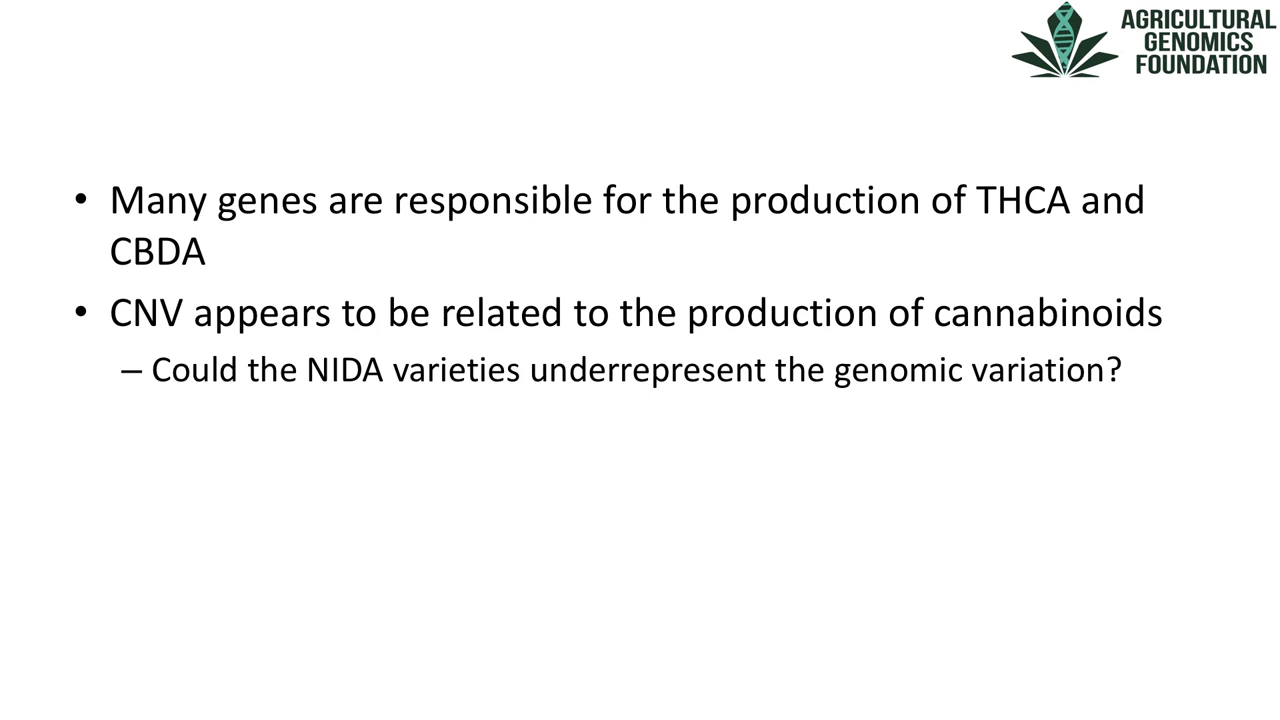 AGRICULTURAL
GENOMICS
FOUNDATION
• Many genes are responsible for the production of THCA and
CBDA
• CNV appears to be related to the production of cannabinoids
– Could the NIDA varieties underrepresent the genomic variation?